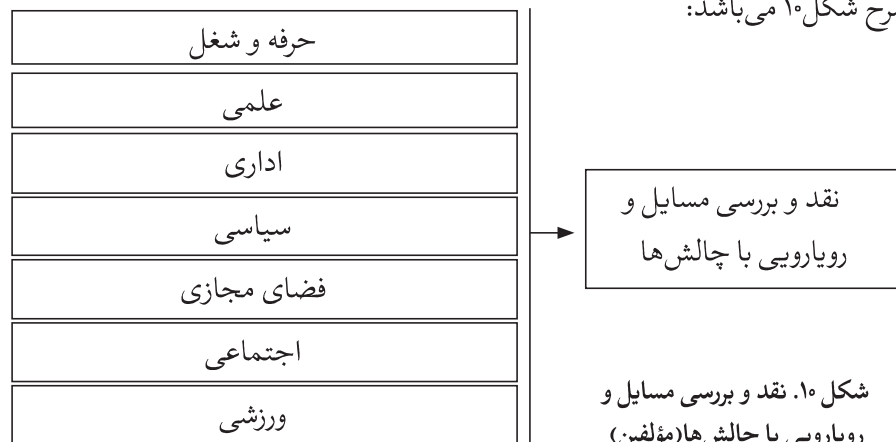 شکل۱۰ می‌باشد:
حرفه و شغل
علمی
اداری
سیاسی
فضای مجازی
اجتماعی
ورزشی
نقد و بررسی مسایل و
رویارویی با چالش‌ها
شکل ۱۰. نقد و بررسی مسایل و
رویارویی با چالش‌ها(مؤلفین)